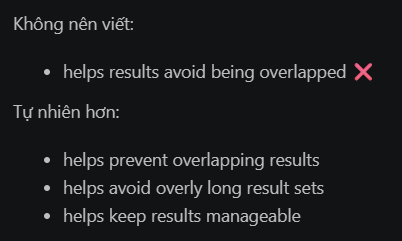 Không nên viết:
helps results avoid being overlapped ❌
Tự nhiên hơn:
helps prevent overlapping results
helps avoid overly long result sets
helps keep results manageable